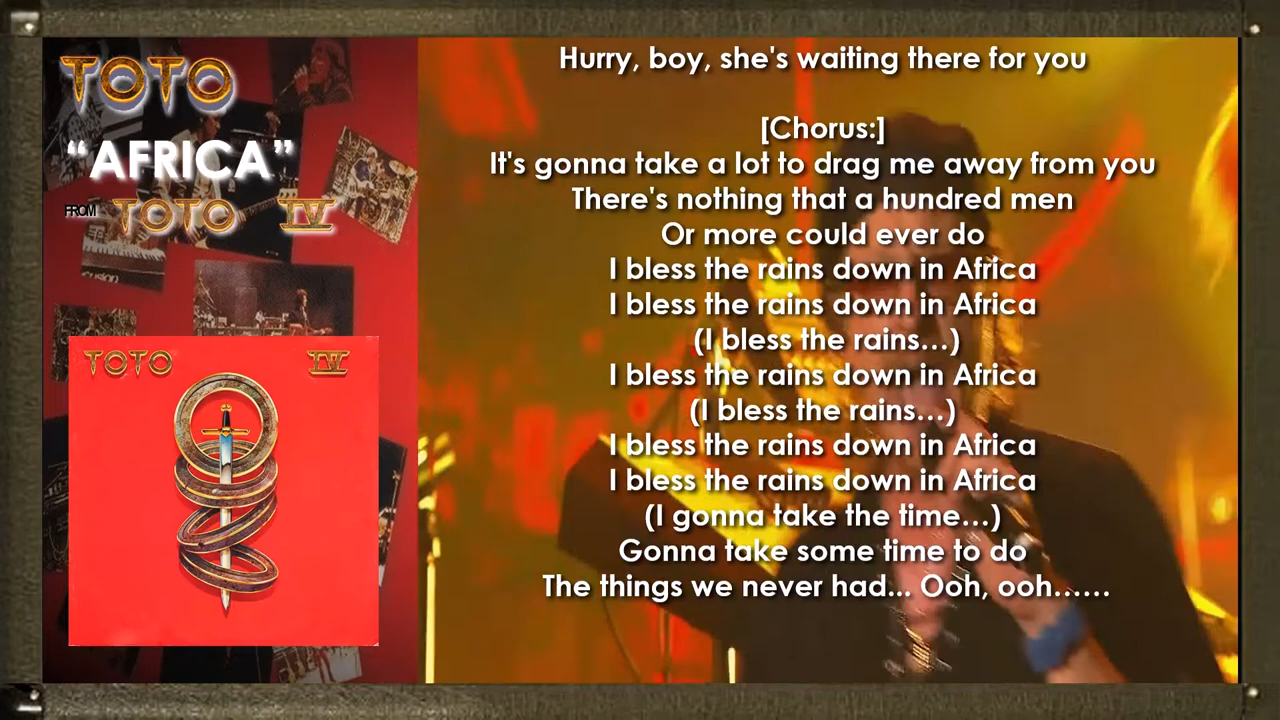 TOTO
“AFRICA”
FROM TOTO IV
TOTO IV
Hurry, boy, she's waiting there for you
[Chorus:]
It's gonna take a lot to drag me away from you
There's nothing that a hundred men
Or more could ever do
I bless the rains down in Africa
I bless the rains down in Africa
(I bless the rains...)
I bless the rains down in Africa
(I bless the rains...)
I bless the rains down in Africa
I bless the rains down in Africa
(I gonna take the time...)
Gonna take some time to do
The things we never had... Ooh, ooh......